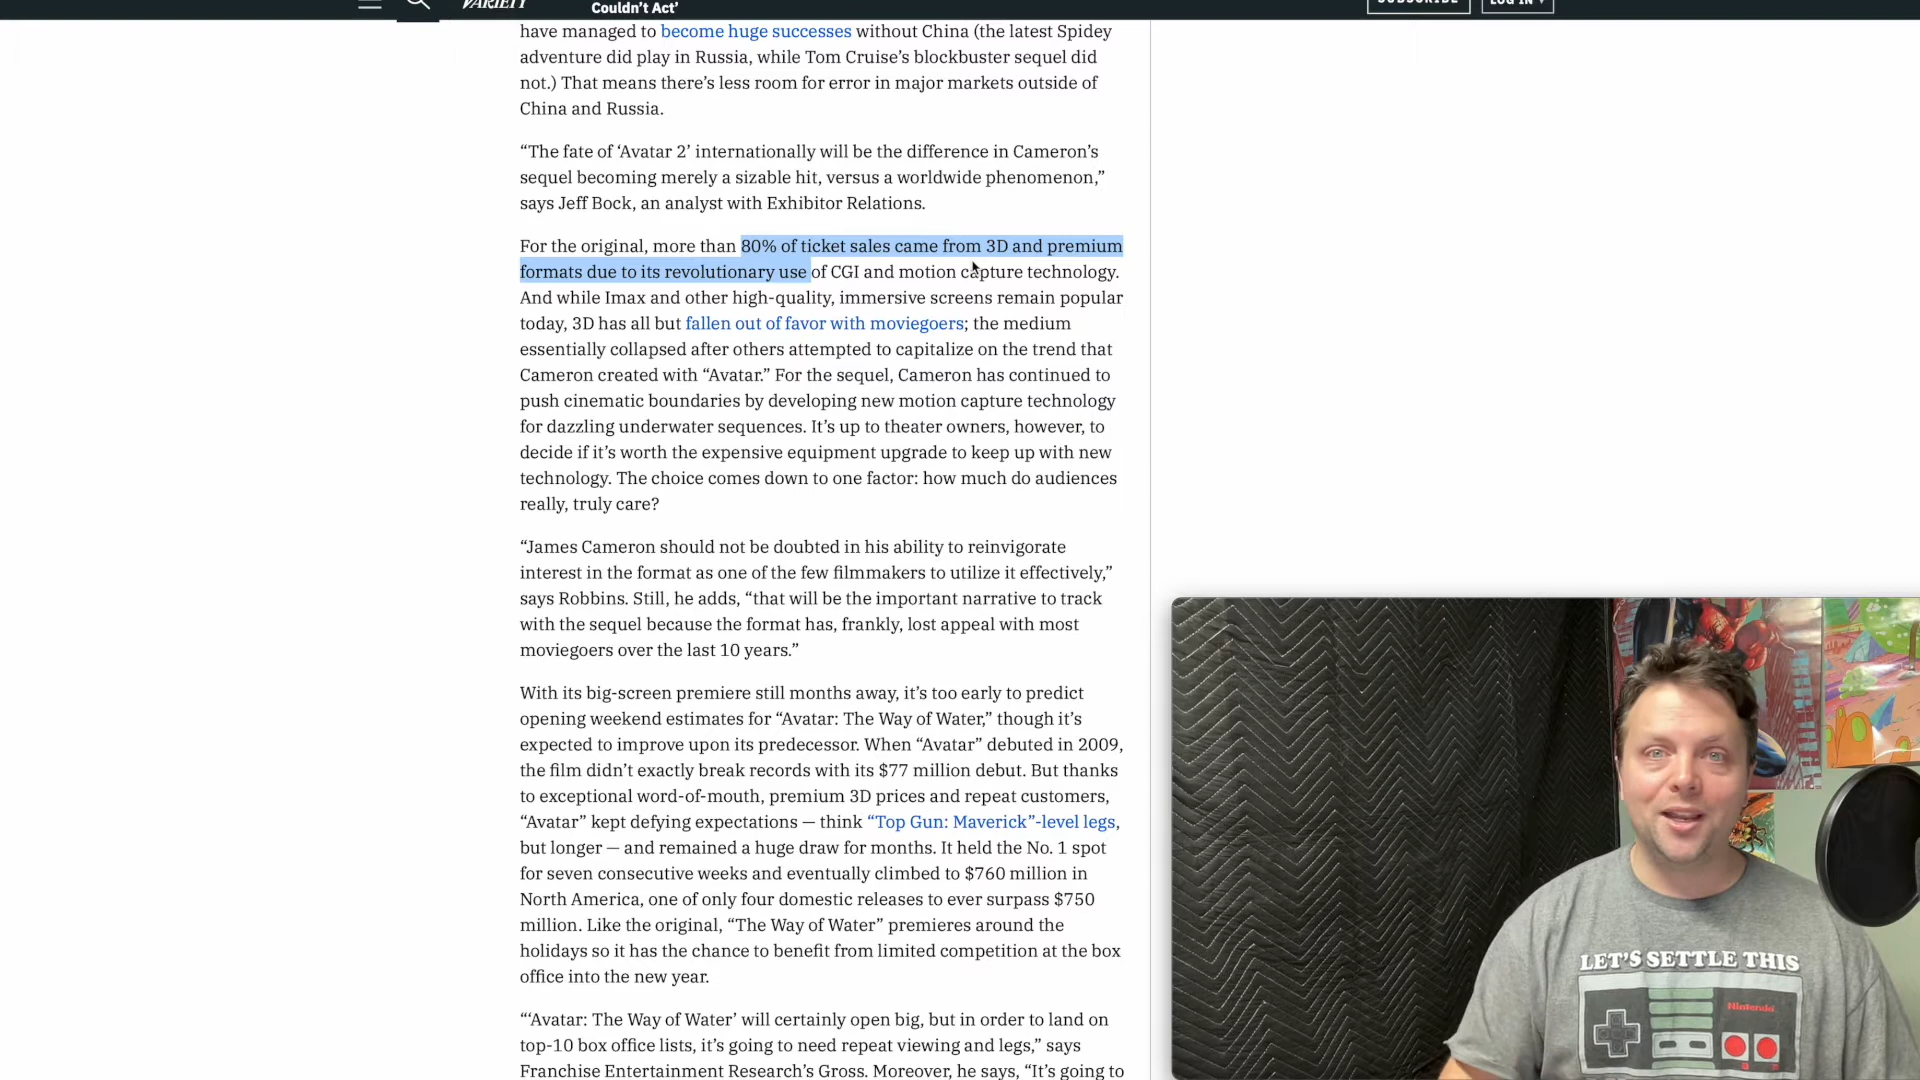 VARIETY
Couldn't Act'
SUBSCRIBE
LOG IN
have managed to become huge successes without China (the latest Spidey
adventure did play in Russia, while Tom Cruise's blockbuster sequel did
not.) That means there's less room for error in major markets outside of
China and Russia.
“The fate of ‘Avatar 2’ internationally will be the difference in Cameron's
sequel becoming merely a sizable hit, versus a worldwide phenomenon,”
says Jeff Bock, an analyst with Exhibitor Relations.
For the original, more than 80% of ticket sales came from 3D and premium
formats due to its revolutionary use of CGI and motion capture technology.
And while Imax and other high-quality, immersive screens remain popular
today, 3D has all but fallen out of favor with moviegoers; the medium
essentially collapsed after others attempted to capitalize on the trend that
Cameron created with “Avatar.” For the sequel, Cameron has continued to
push cinematic boundaries by developing new motion capture technology
for dazzling underwater sequences. It's up to theater owners, however, to
decide if it's worth the expensive equipment upgrade to keep up with new
technology. The choice comes down to one factor: how much do audiences
really, truly care?
“James Cameron should not be doubted in his ability to reinvigorate
interest in the format as one of the few filmmakers to utilize it effectively,”
says Robbins. Still, he adds, “that will be the important narrative to track
with the sequel because the format has, frankly, lost appeal with most
moviegoers over the last 10 years.”
With its big-screen premiere still months away, it's too early to predict
opening weekend estimates for “Avatar: The Way of Water,” though it's
expected to improve upon its predecessor. When “Avatar” debuted in 2009,
the film didn't exactly break records with its $77 million debut. But thanks
to exceptional word-of-mouth, premium 3D prices and repeat customers,
“Avatar” kept defying expectations — think “Top Gun: Maverick”-level legs,
but longer — and remained a huge draw for months. It held the No. 1 spot
for seven consecutive weeks and eventually climbed to $760 million in
North America, one of only four domestic releases to ever surpass $750
million. Like the original, “The Way of Water” premieres around the
holidays so it has the chance to benefit from limited competition at the box
office into the new year.
“‘Avatar: The Way of Water’ will certainly open big, but in order to land on
top-10 box office lists, it's going to need repeat viewing and legs,” says
Franchise Entertainment Research's Gross. Moreover, he says, “It's going to
LET'S SETTLE THIS
Nintendo